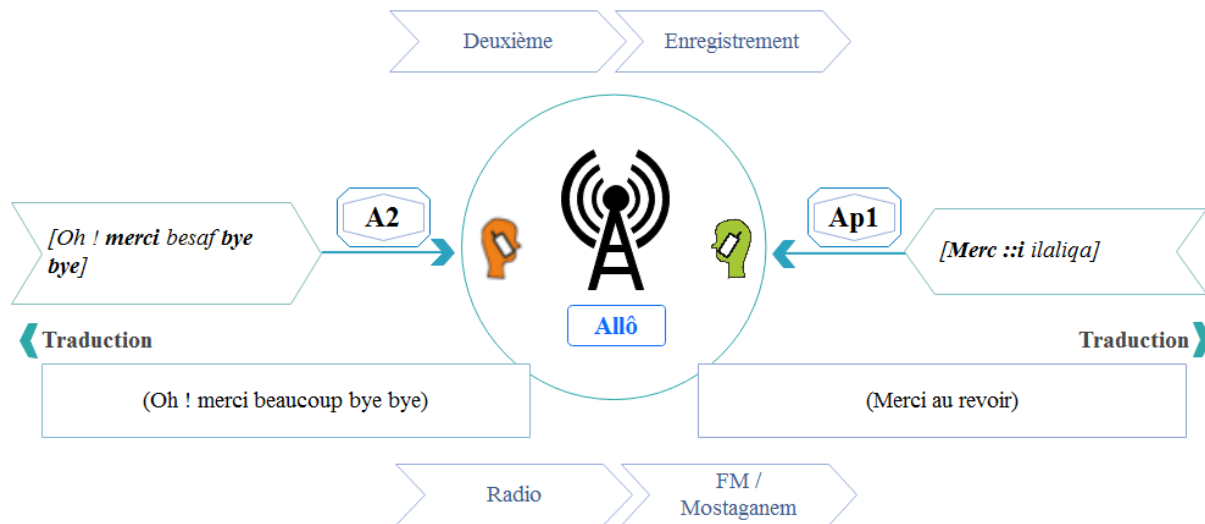 Deuxième
Enregistrement
A2
Ap1
[Oh ! merci besaf bye
bye]
[Merc ::i ilaliqa]
Allô
Traduction
Traduction
(Oh ! merci beaucoup bye bye)
(Merci au revoir)
Radio
FM /
Mostaganem